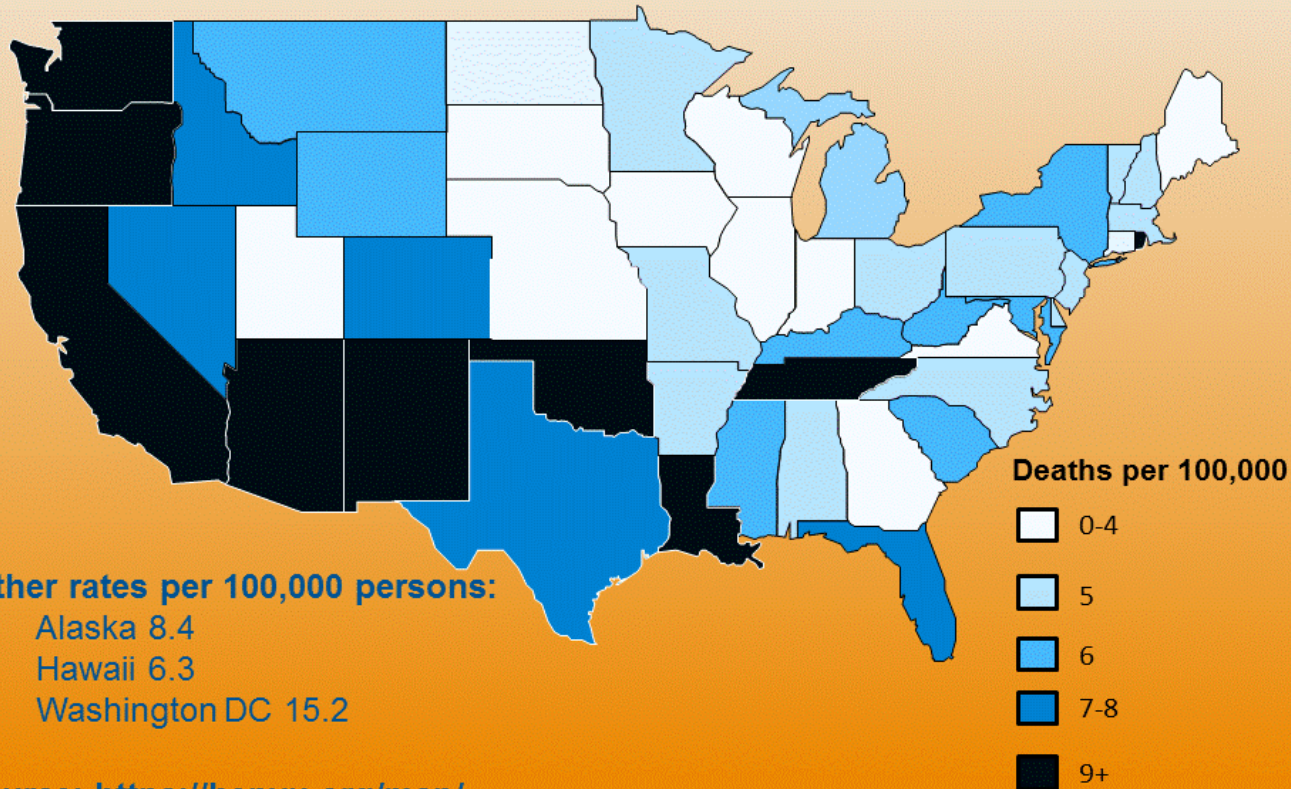 Deaths per 100,000
0-4
5
6
7-8
9+
ther rates per 100,000 persons:
Alaska 8.4
Hawaii 6.3
Washington DC 15.2